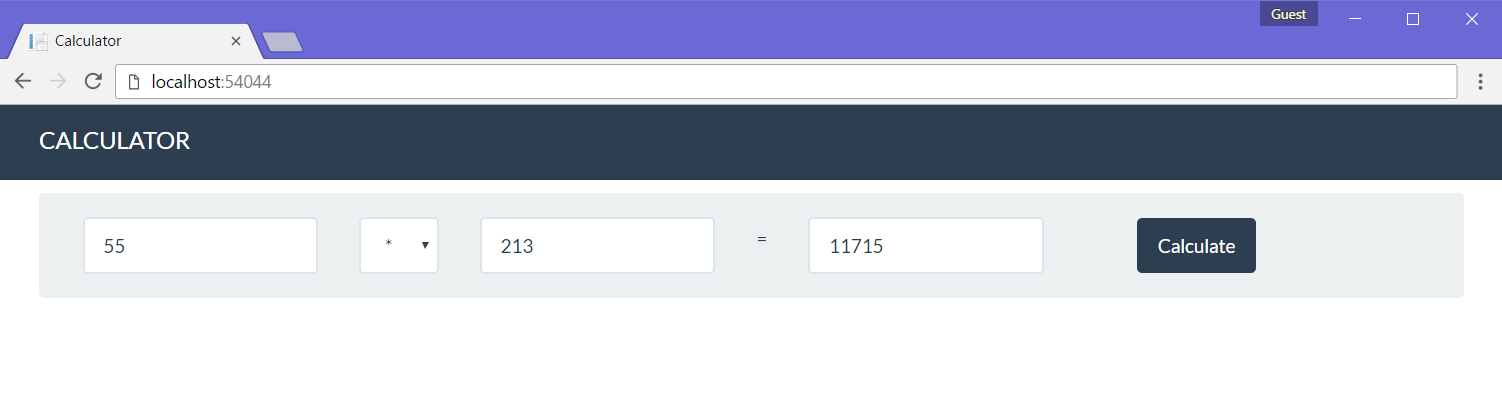 Guest
Calculator
localhost:54044
CALCULATOR
55 * 213 = 11715 Calculate